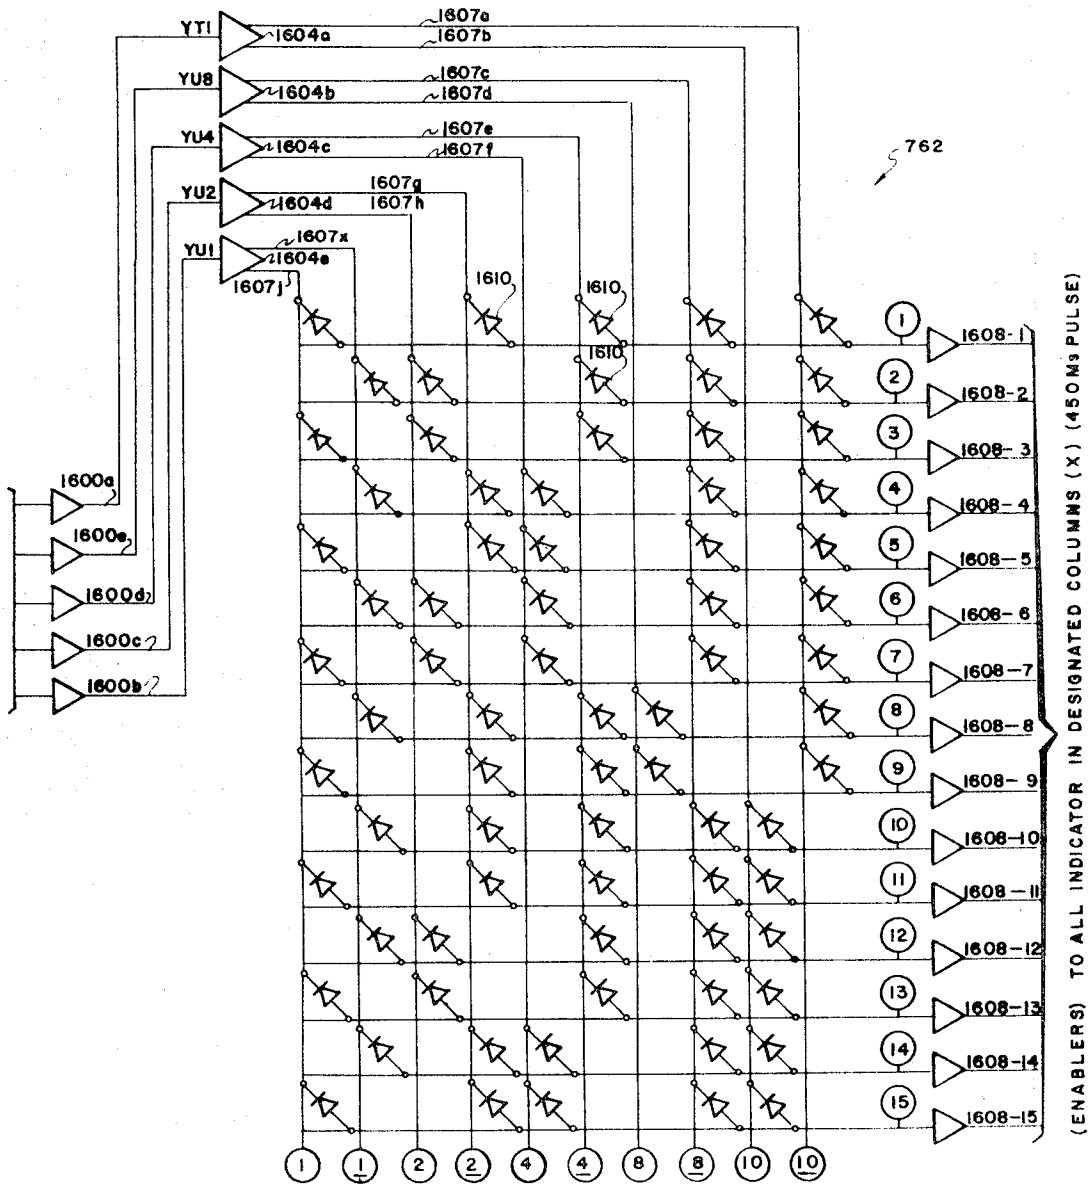 YT1
1604a
1607a
1607b
YU8
1604b
1607c
1607d
YU4
1604c
1607e
1607f
762
YU2
1604d
1607g
1607h
YU1
1604e
1607x
1607j
1610
1610
1610
1 1608-1
2 1608-2
3 1608-3
4 1608-4
5 1608-5
6 1608-6
7 1608-7
8 1608-8
9 1608-9
10 1608-10
11 1608-11
12 1608-12
13 1608-13
14 1608-14
15 1608-15
1600a
1600e
1600d
1600c
1600b
1 1 2 2 4 4 8 8 10 10
(ENABLERS) TO ALL INDICATOR IN DESIGNATED COLUMNS (X) (450 Ms PULSE)